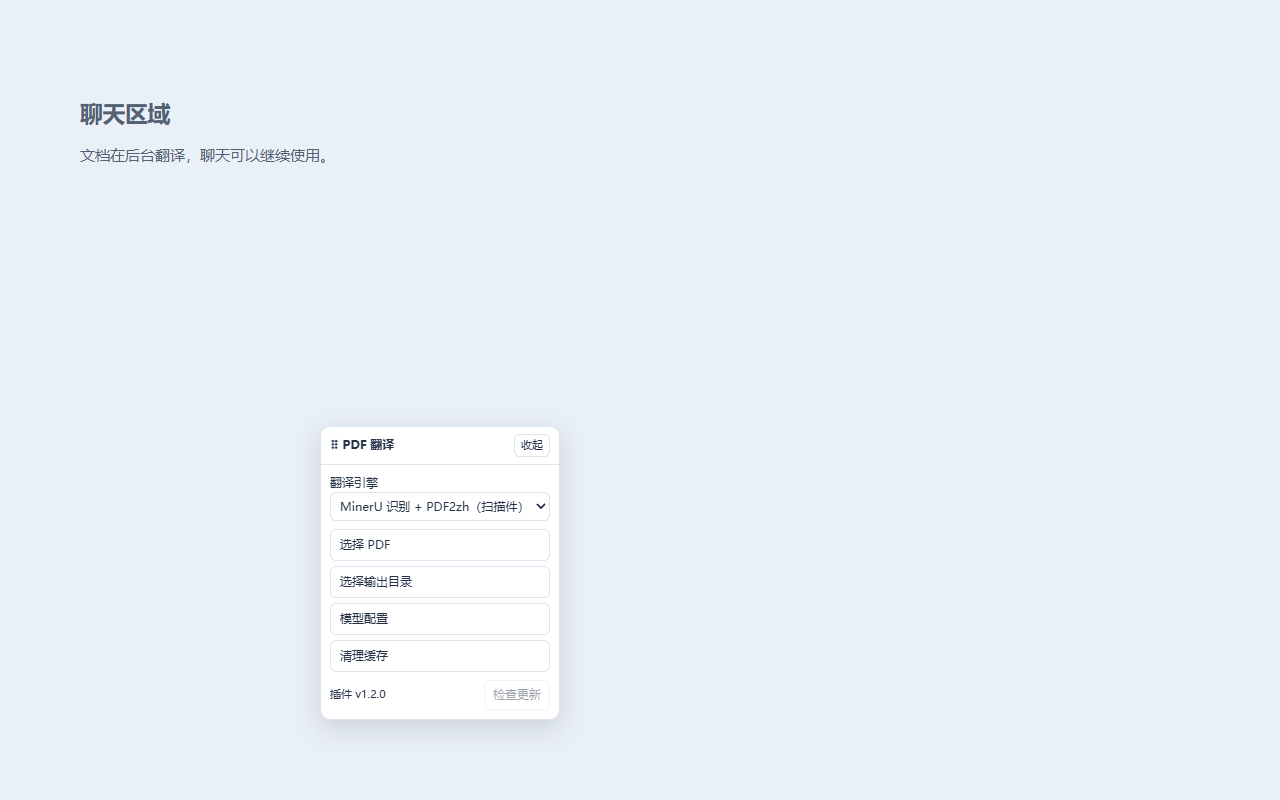 聊天区域
文档在后台翻译，聊天可以继续使用。
⠿ PDF 翻译
收起
翻译引擎
MinerU 识别 + PDF2zh（扫描件）
选择 PDF
选择输出目录
模型配置
清理缓存
插件 v1.2.0
检查更新